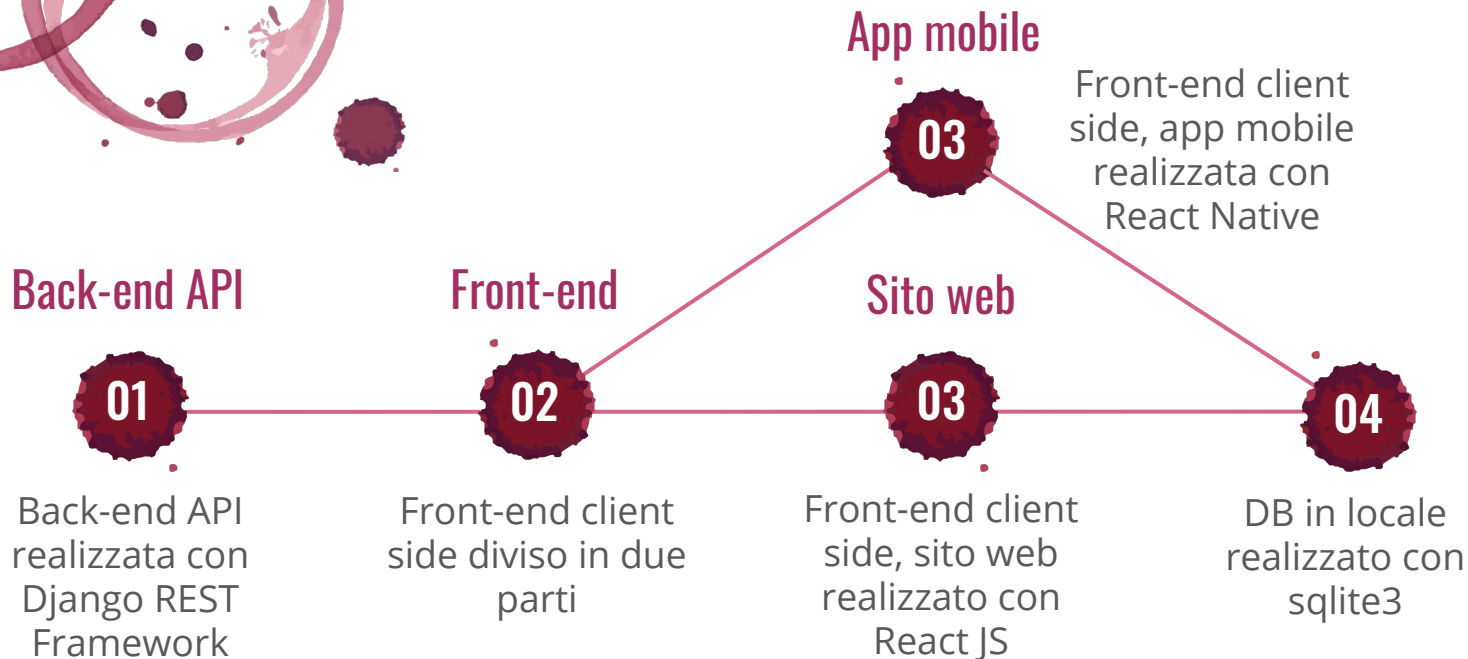 App mobile
03
Front-end client
side, app mobile
realizzata con
React Native
Back-end API
01
Back-end API
realizzata con
Django REST
Framework
Front-end
02
Front-end client
side diviso in due
parti
Sito web
03
Front-end client
side, sito web
realizzato con
React JS
04
DB in locale
realizzato con
sqlite3